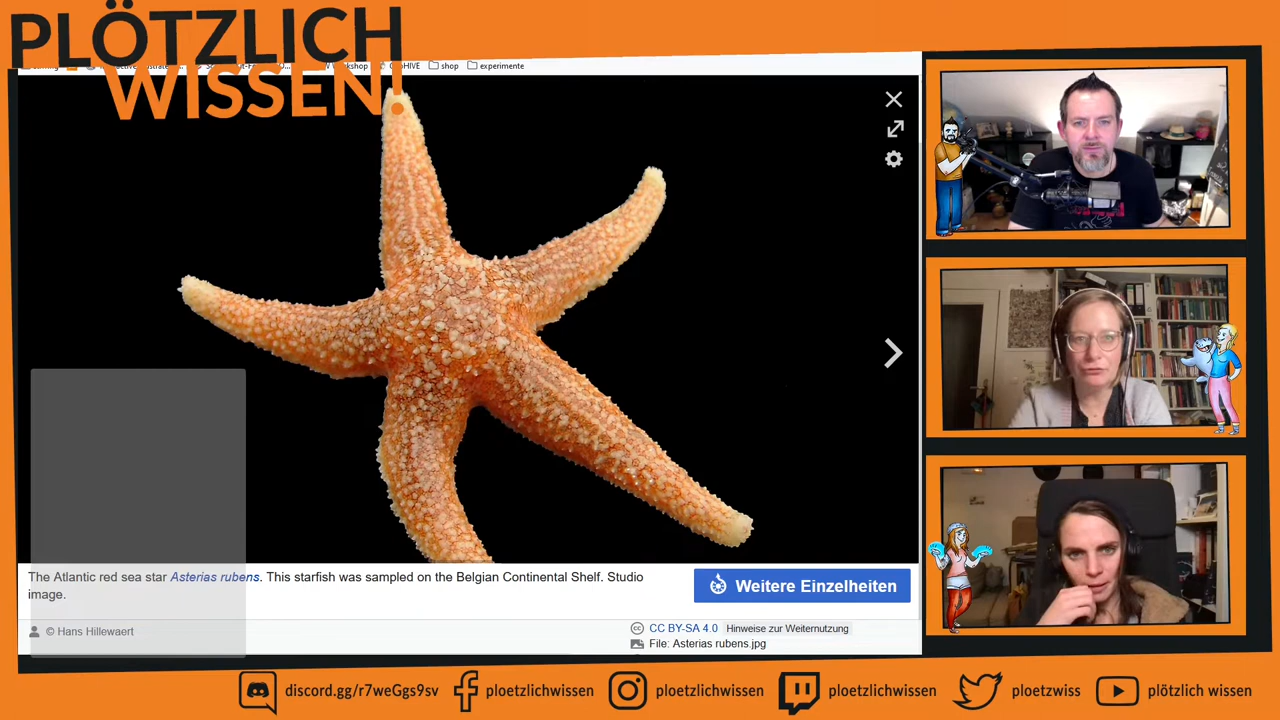 PLÖTZLICH
WISSEN!
Workshop
shop
experimente
The Atlantic red sea star Asterias rubens. This starfish was sampled on the Belgian Continental Shelf. Studio
image.
Weitere Einzelheiten
© Hans Hillewaert
CC BY-SA 4.0 Hinweise zur Weiternutzung
File: Asterias rubens.jpg
discord.gg/r7weGgs9sv
ploetzlichwissen
ploetzlichwissen
ploetzlichwissen
ploetzwiss
plötzlich wissen